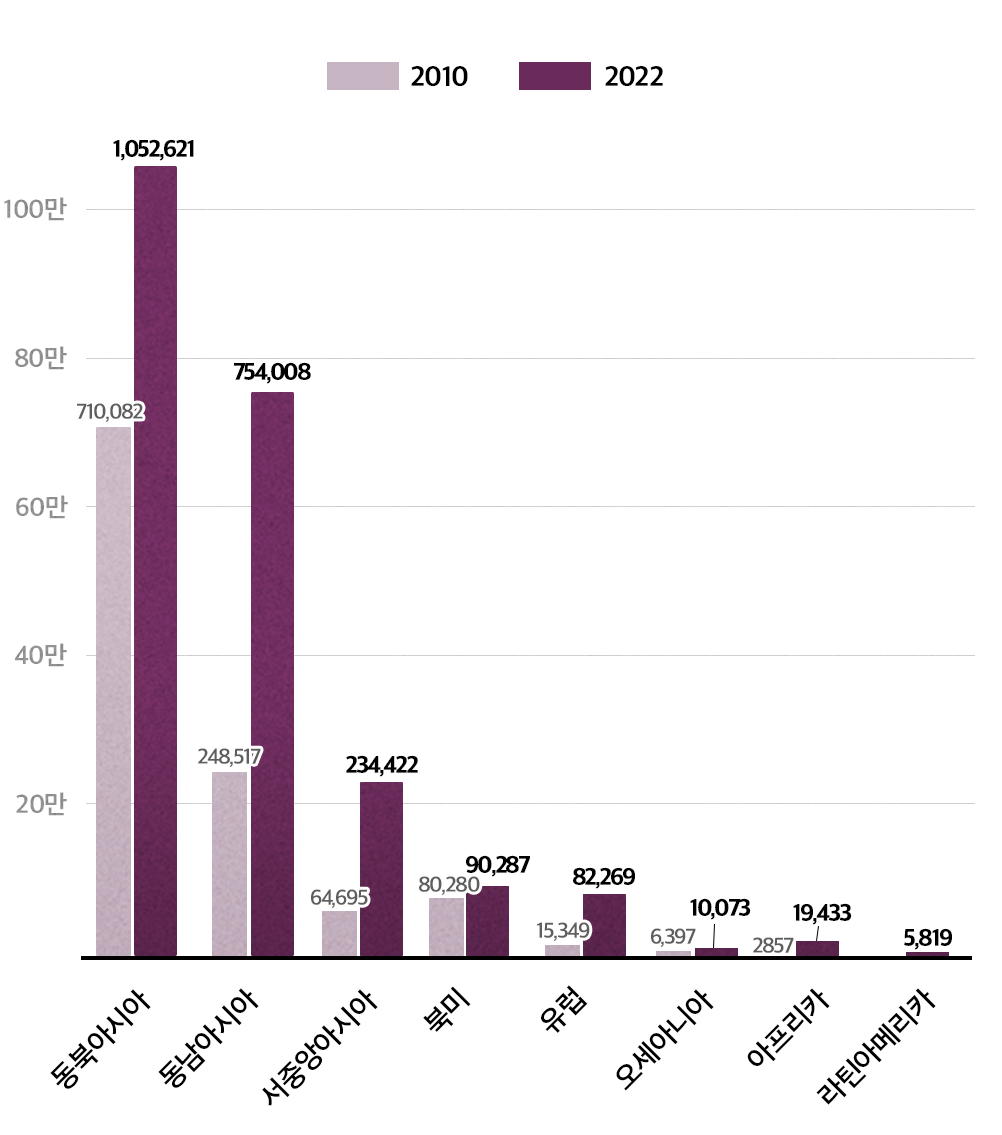 2010 2022
1,052,621
100만
80만
754,008
710,082
60만
40만
248,517
234,422
20만
90,287
80,280
82,269
64,695
10,073
19,433
15,349
6,397
2857
5,819
동북아시아
동남아시아
서중앙아시아
북미
유럽
오세아니아
아프리카
라틴아메리카